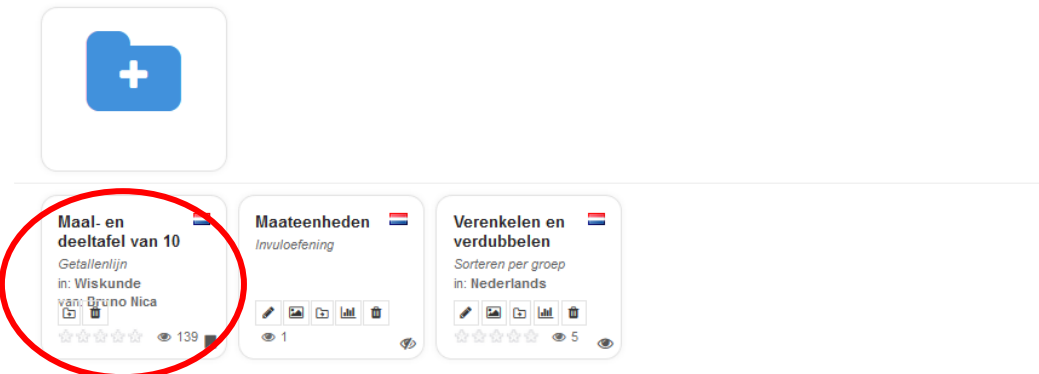 Maal- en
deeltafel van 10
Getallenlijn
in: Wiskunde
van: Bruno Nica
139
Maateenheden
Invuloefening
1
Verenkelen en
verdubbelen
Sorteren per groep
in: Nederlands
5